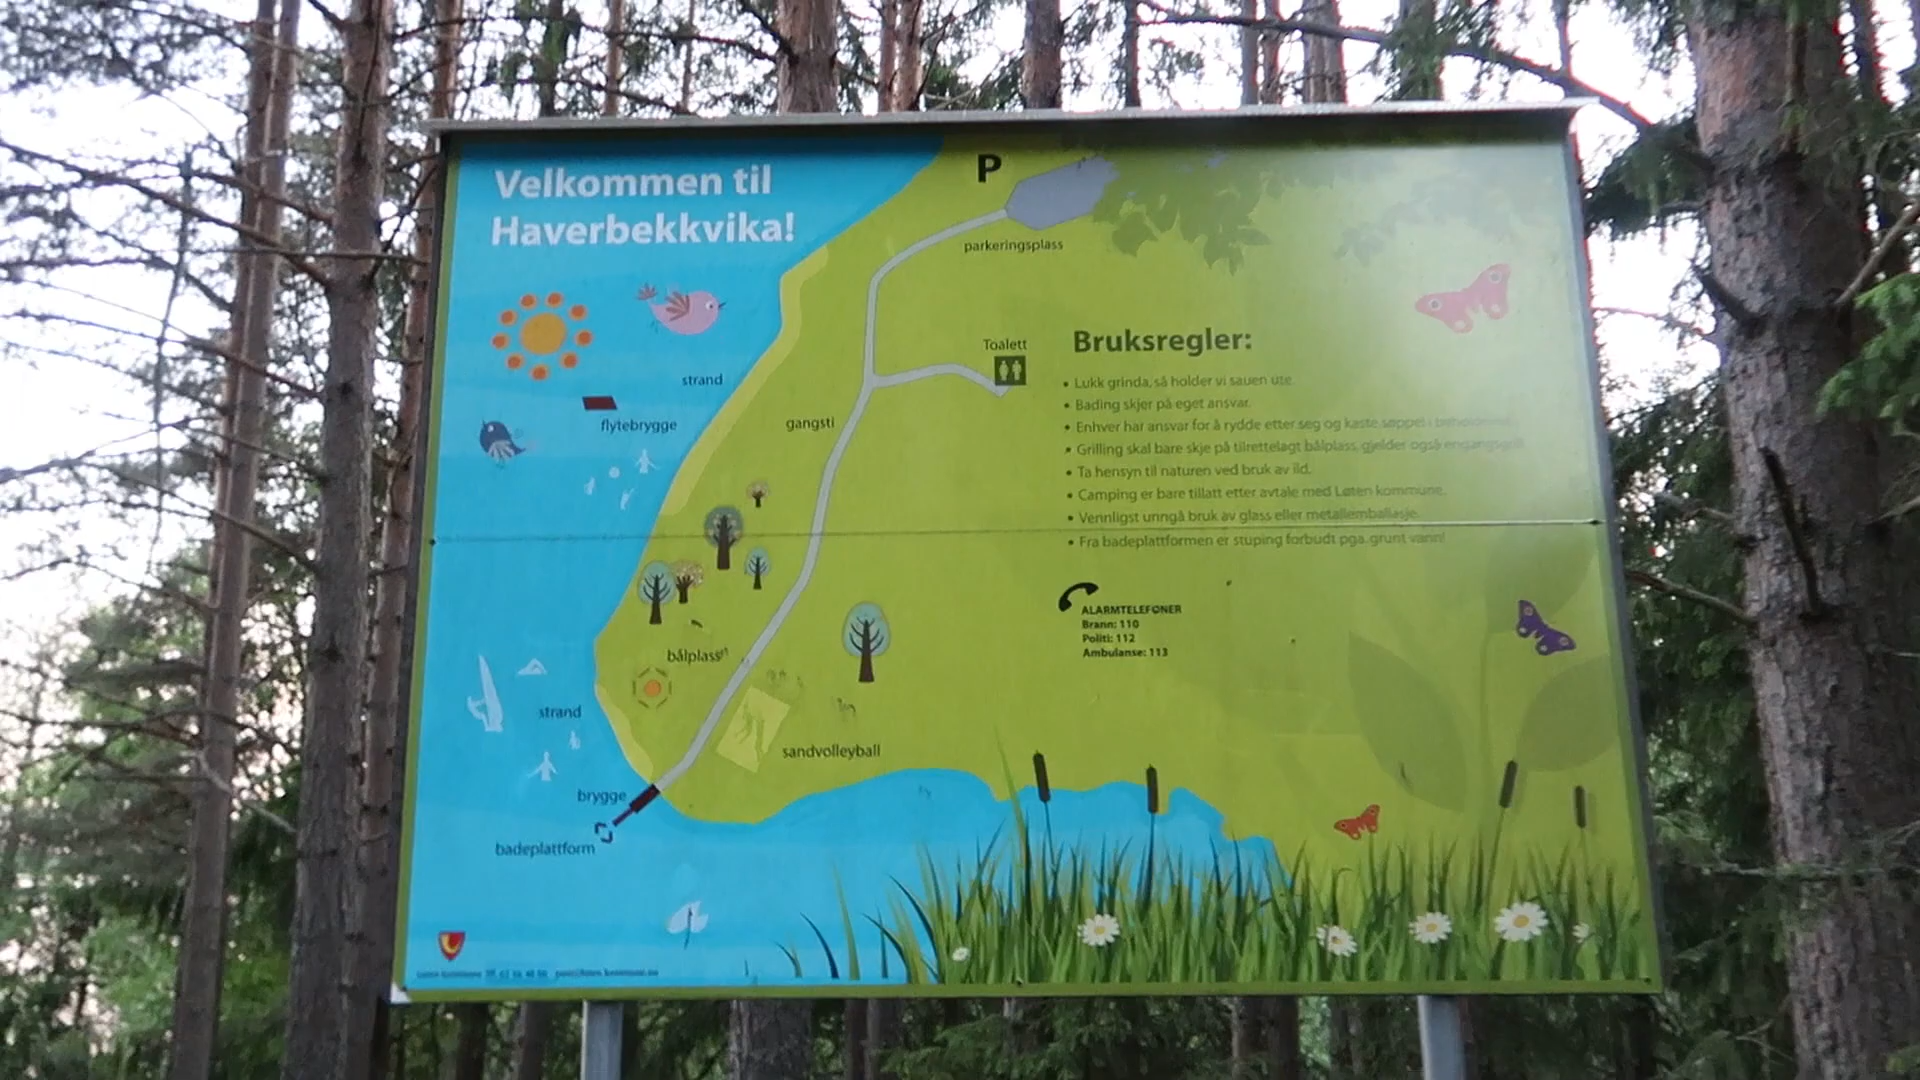 Velkommen til
Haverbekkvika!
P
parkeringsplass
Toalett
strand
flytebrygge
gangsti
Bruksregler:
• Lukk grinda, så holder vi sauen ute.
• Bading skjer på eget ansvar.
• Enhver har ansvar for å rydde etter seg og kaste søppel i beholderne.
• Grilling skal bare skje på tilrettelagt bålplass, gjelder også engangsgrill.
• Ta hensyn til naturen ved bruk av ild.
• Camping er bare tillatt etter avtale med Løten kommune.
• Vennligst unngå bruk av glass eller metallemballasje.
• Fra badeplattformen er stuping forbudt pga. grunt vann!
ALARMTELEFONER
Brann: 110
Politi: 112
Ambulanse: 113
bålplass
strand
sandvolleyball
brygge
badeplattform